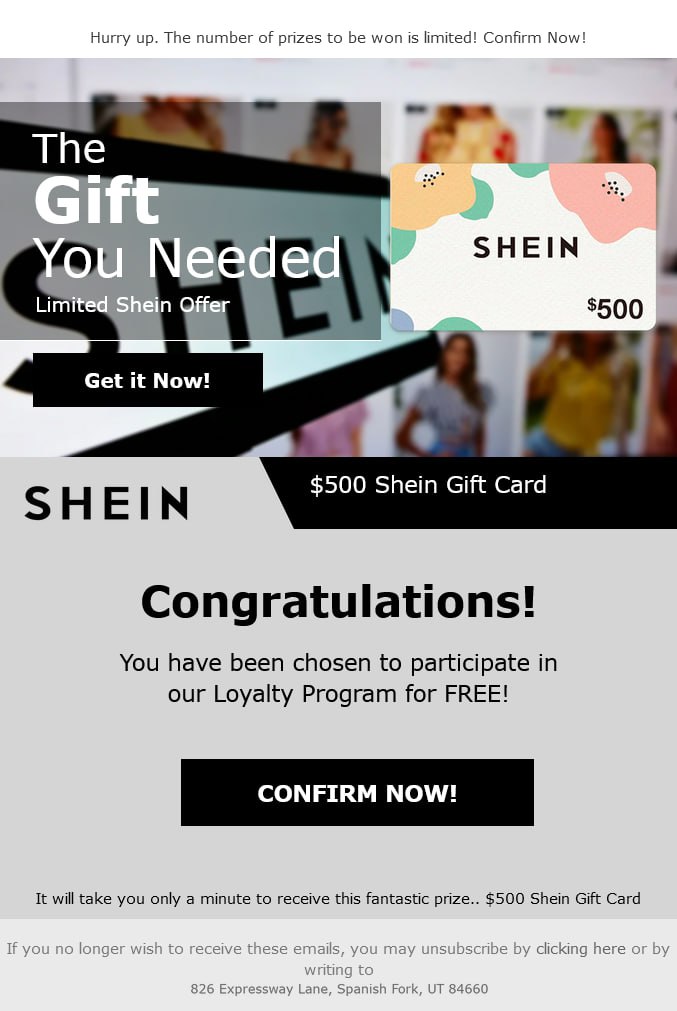 Hurry up. The number of prizes to be won is limited! Confirm Now!
The
Gift
You Needed
Limited Shein Offer
SHEIN
$500
SHEIN
Get it Now!
SHEIN
$500 Shein Gift Card
Congratulations!
You have been chosen to participate in
our Loyalty Program for FREE!
CONFIRM NOW!
It will take you only a minute to receive this fantastic prize.. $500 Shein Gift Card
If you no longer wish to receive these emails, you may unsubscribe by clicking here or by
writing to
826 Expressway Lane, Spanish Fork, UT 84660